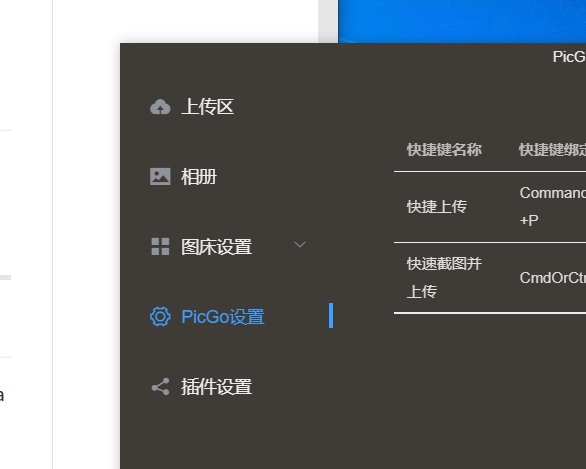 PicG
上传区
快捷键名称 快捷键绑定
相册
Command
快捷上传
+P
图床设置
快速截图并
CmdOrCtr
上传
PicGo设置
插件设置
a